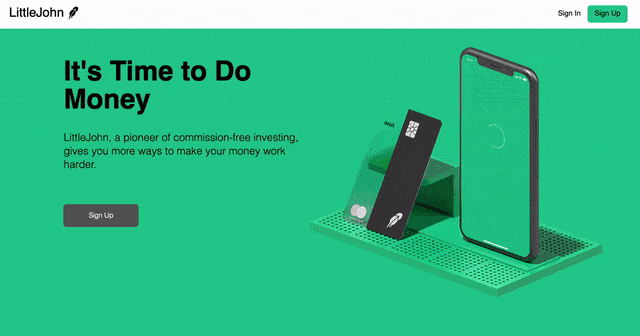 LittleJohn
Sign In
Sign Up
It's Time to Do
Money
LittleJohn, a pioneer of commission-free investing,
gives you more ways to make your money work
harder.
Sign Up